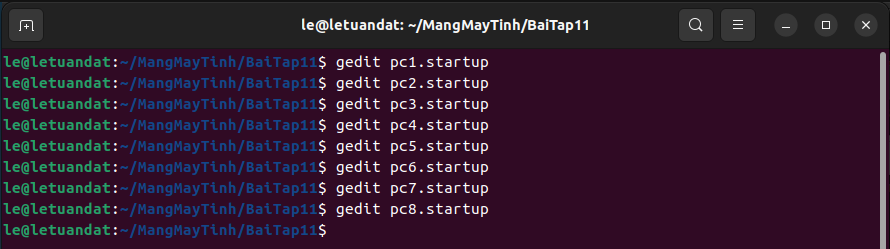 le@letuandat: ~/MangMayTinh/BaiTap11
le@letuandat:~/MangMayTinh/BaiTap11$ gedit pc1.startup
le@letuandat:~/MangMayTinh/BaiTap11$ gedit pc2.startup
le@letuandat:~/MangMayTinh/BaiTap11$ gedit pc3.startup
le@letuandat:~/MangMayTinh/BaiTap11$ gedit pc4.startup
le@letuandat:~/MangMayTinh/BaiTap11$ gedit pc5.startup
le@letuandat:~/MangMayTinh/BaiTap11$ gedit pc6.startup
le@letuandat:~/MangMayTinh/BaiTap11$ gedit pc7.startup
le@letuandat:~/MangMayTinh/BaiTap11$ gedit pc8.startup
le@letuandat:~/MangMayTinh/BaiTap11$